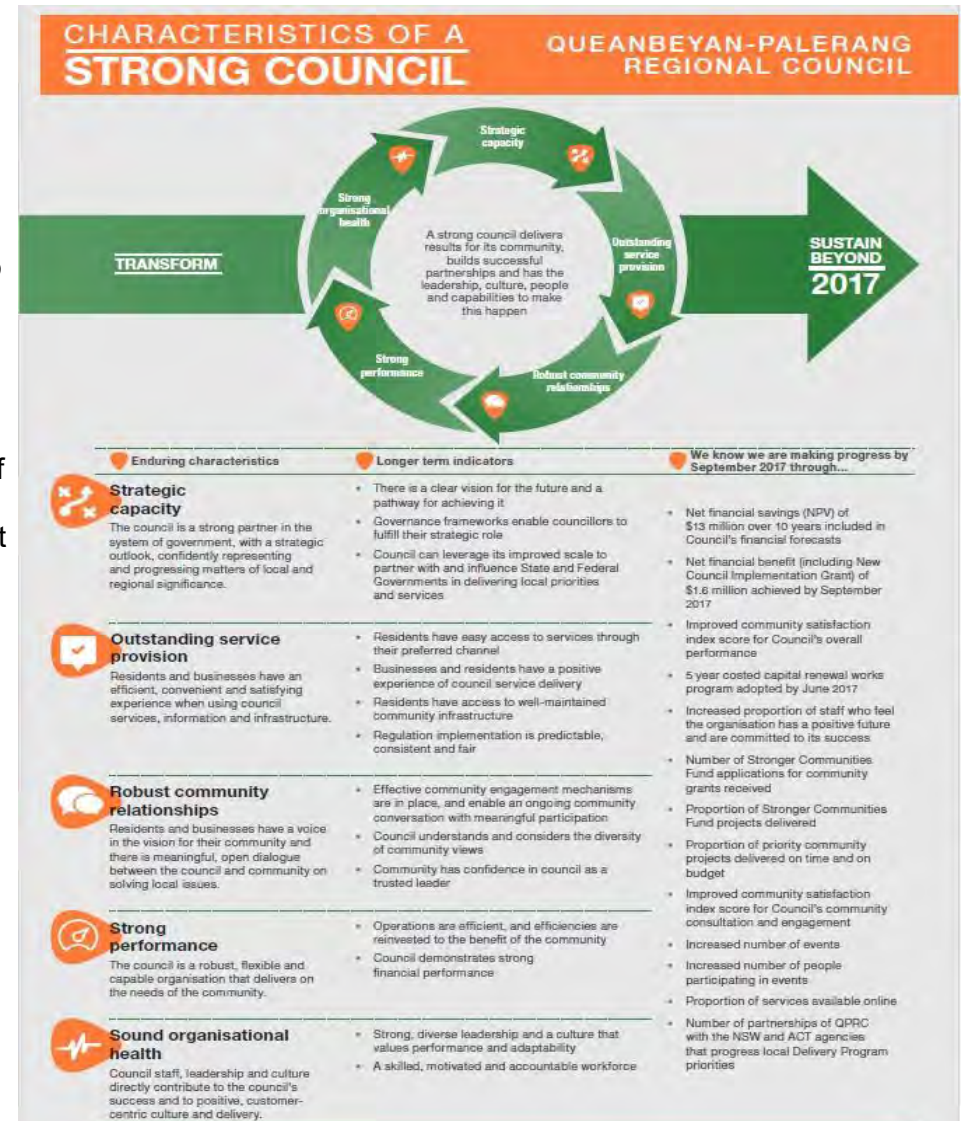 CHARACTERISTICS OF A
STRONG COUNCIL
QUEANBEYAN-PALERANG
REGIONAL COUNCIL
TRANSFORM
Strategic
capacity
Strong
organisational
health
Outstanding
service
provision
Strong
performance
Robust community
relationships
A strong council delivers
results for its community,
builds successful
partnerships and has the
leadership, culture, people
and capabilities to make
this happen
SUSTAIN
BEYOND
2017
f
t
Enduring characteristics
Longer term indicators
We know we are making progress by
September 2017 through...
Strategic
capacity
The council is a strong partner in the
system of government, with a strategic
outlook, confidently representing
and progressing matters of local and
regional significance.
• There is a clear vision for the future and a
pathway for achieving it
• Governance frameworks enable councillors to
fulfill their strategic role
• Council can leverage its improved scale to
partner with and influence State and Federal
Governments in delivering local priorities
and services
Outstanding service
provision
Residents and businesses have an
efficient, convenient and satisfying
experience when using council
services, information and infrastructure.
• Residents have easy access to services through
their preferred channel
• Businesses and residents have a positive
experience of council service delivery
• Residents have access to well-maintained
community infrastructure
• Regulation implementation is predictable,
consistent and fair
Robust community
relationships
Residents and businesses have a voice
in the vision for their community and
there is meaningful, open dialogue
between the council and community on
solving local issues.
• Effective community engagement mechanisms
are in place, and enable an ongoing community
conversation with meaningful participation
• Council understands and considers the diversity
of community views
• Community has confidence in council as a
trusted leader
Strong
performance
The council is a robust, flexible and
capable organisation that delivers on
the needs of the community.
• Operations are efficient, and efficiencies are
reinvested to the benefit of the community
• Council demonstrates strong
financial performance
Sound organisational
health
Council staff, leadership and culture
directly contribute to the council's
success and to positive, customer-
centric culture and delivery.
• Strong, diverse leadership and a culture that
values performance and adaptability
• A skilled, motivated and accountable workforce
• Net financial savings (NPV) of
$13 million over 10 years included in
Council's financial forecasts
• Net financial benefit (including New
Council Implementation Grant) of
$1.6 million achieved by September
2017
• Improved community satisfaction
index score for Council's overall
performance
• 5 year costed capital renewal works
program adopted by June 2017
• Increased proportion of staff who feel
the organisation has a positive future
and are committed to its success
• Number of Stronger Communities
Fund applications for community
grants received
• Proportion of Stronger Communities
Fund projects delivered
• Proportion of priority community
projects delivered on time and on
budget
• Improved community satisfaction
index score for Council's community
consultation and engagement
• Increased number of events
• Increased number of people
participating in events
• Proportion of services available online
• Number of partnerships of QPRC
with the NSW and ACT agencies
that progress local Delivery Program
priorities